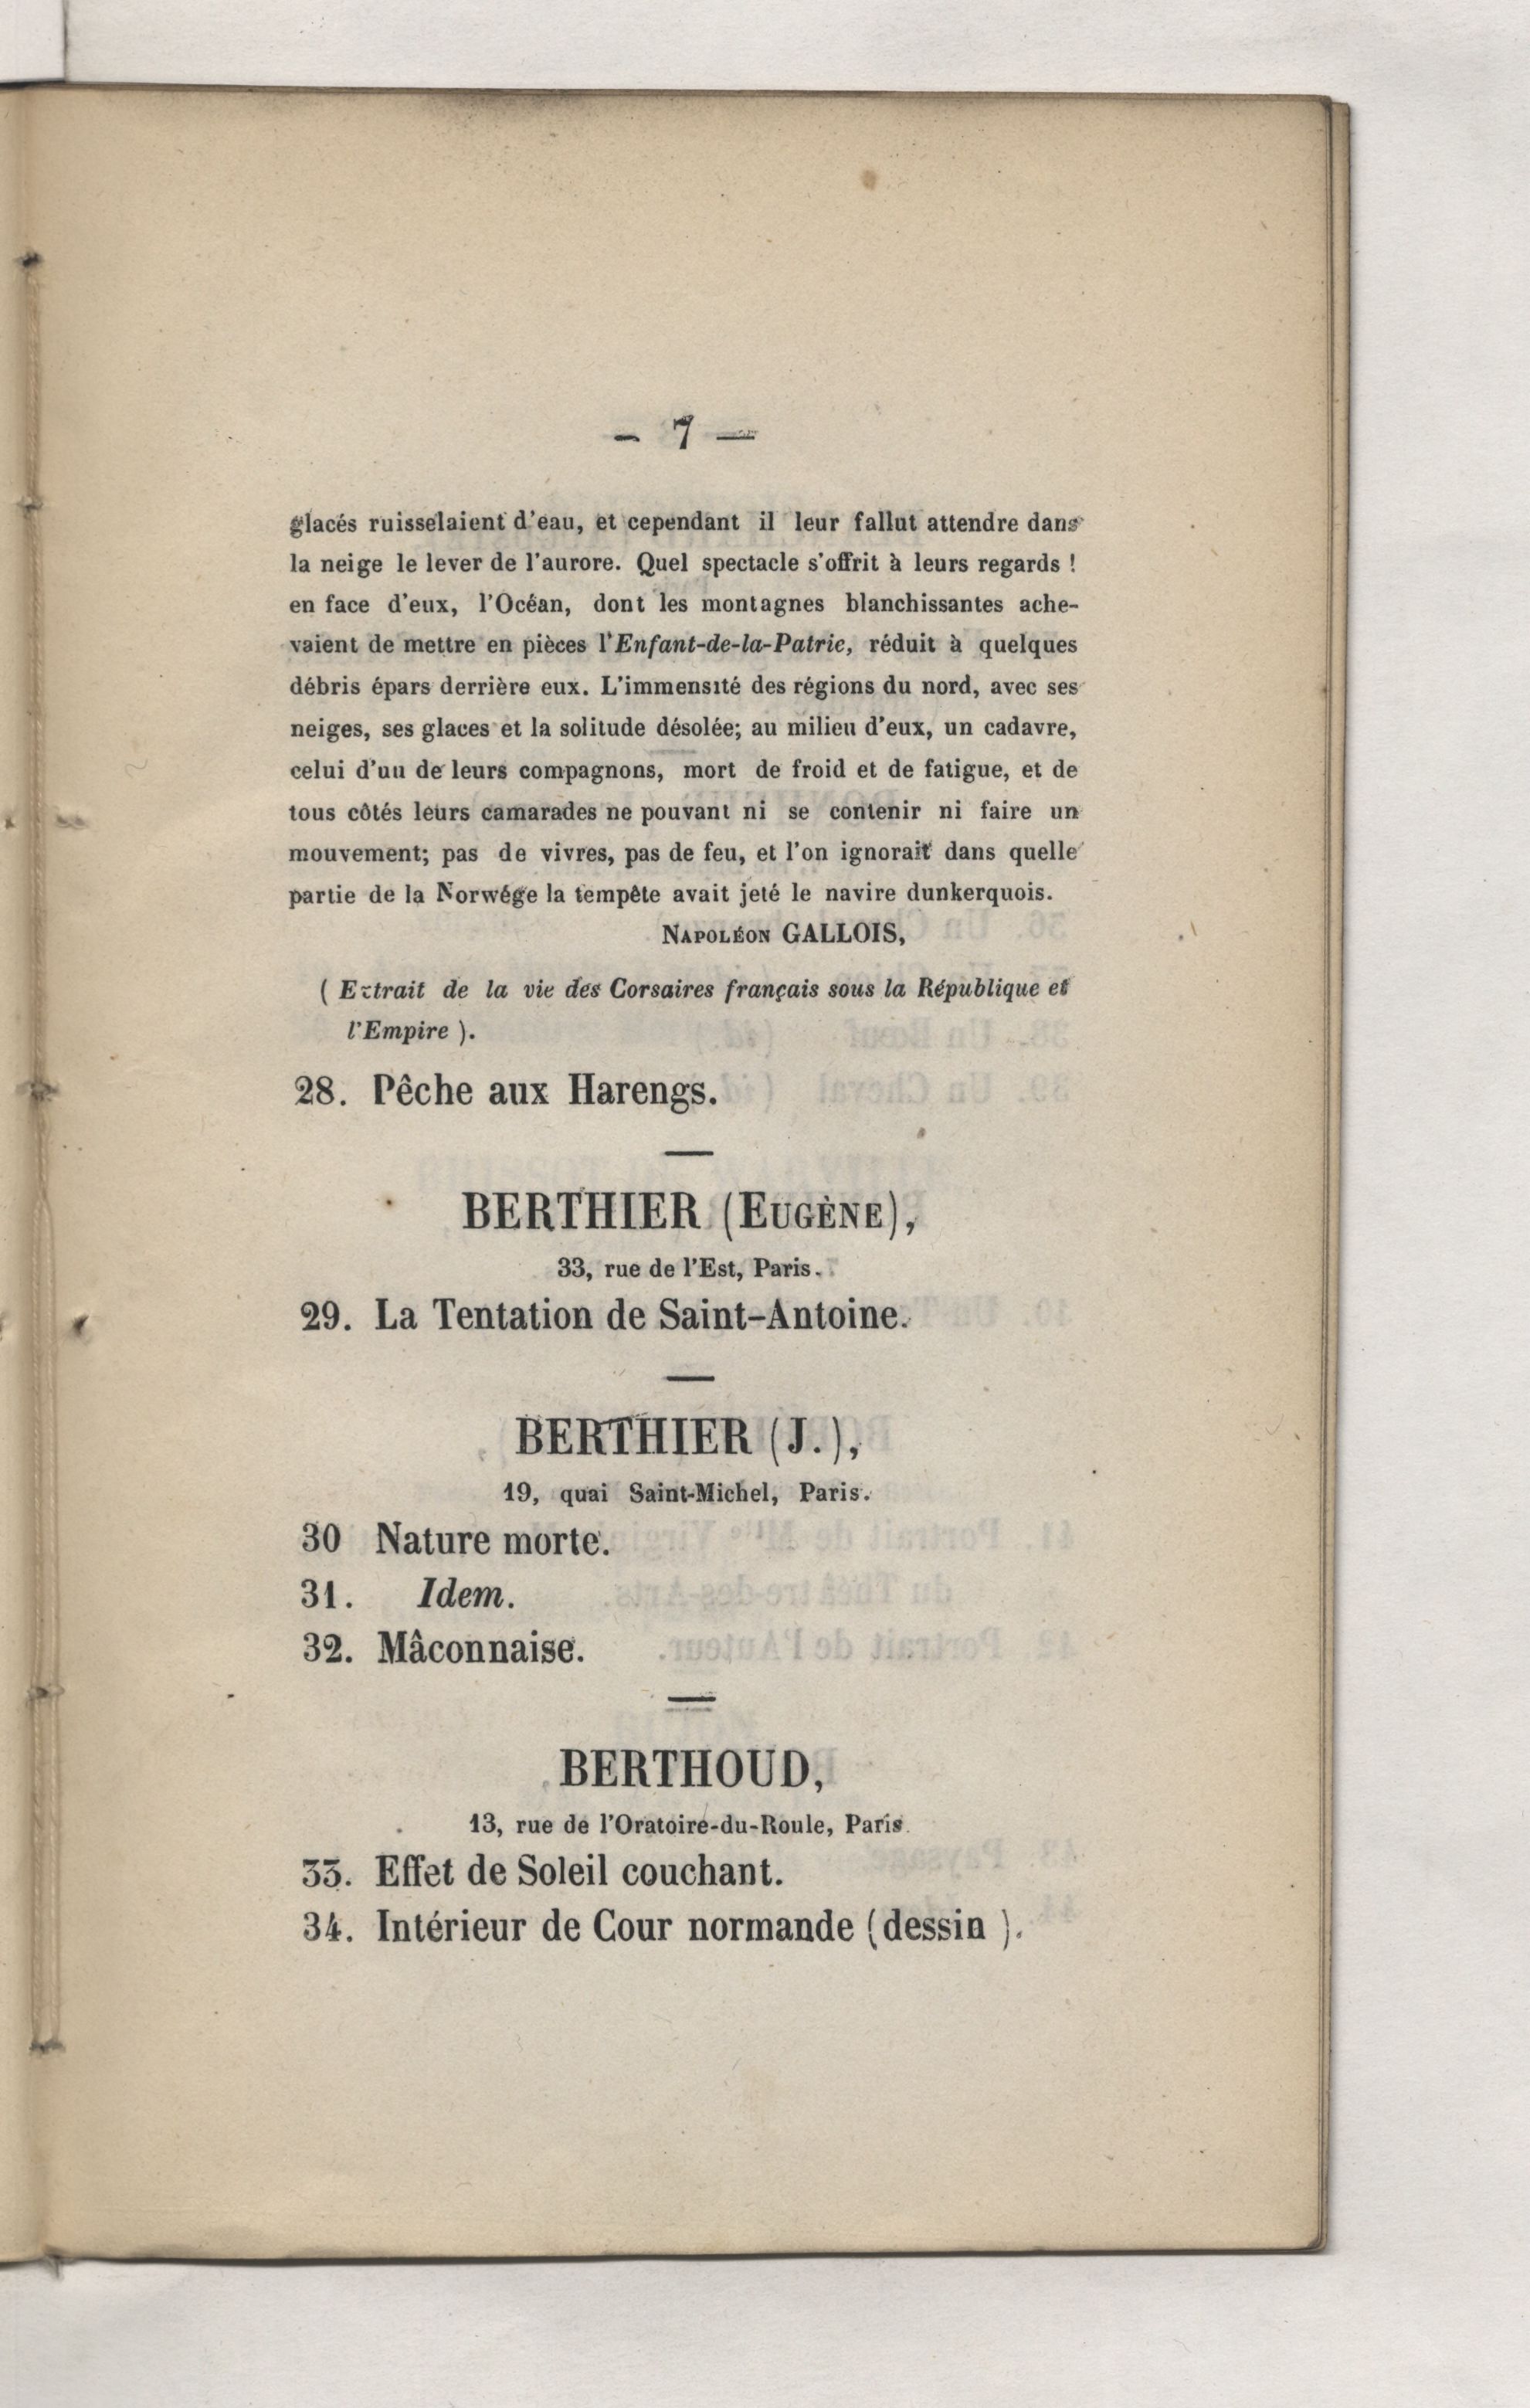 — 7 —
glacés ruisselaient d'eau, et cependant il leur fallut attendre dans
la neige le lever de l'aurore. Quel spectacle s'offrit à leurs regards !
en face d'eux, l'Océan, dont les montagnes blanchissantes ache-
vaient de mettre en pièces l'Enfant-de-la-Patrie, réduit à quelques
débris épars derrière eux. L'immensité des régions du nord, avec ses
neiges, ses glaces et la solitude désolée; au milieu d'eux, un cadavre,
celui d'un de leurs compagnons, mort de froid et de fatigue, et de
tous côtés leurs camarades ne pouvant ni se contenir ni faire un
mouvement; pas de vivres, pas de feu, et l'on ignorait dans quelle
partie de la Norwége la tempête avait jeté le navire dunkerquois.
NAPOLÉON GALLOIS,
( Extrait de la vie des Corsaires français sous la République et
l'Empire ).
28. Pêche aux Harengs.
BERTHIER (EUGÈNE),
33, rue de l'Est, Paris.
29. La Tentation de Saint-Antoine.
BERTHIER (J.),
19, quai Saint-Michel, Paris.
30 Nature morte.
31. Idem.
32. Mâconnaise.
BERTHOUD,
13, rue de l'Oratoire-du-Roule, Paris.
33. Effet de Soleil couchant.
34. Intérieur de Cour normande (dessin ).